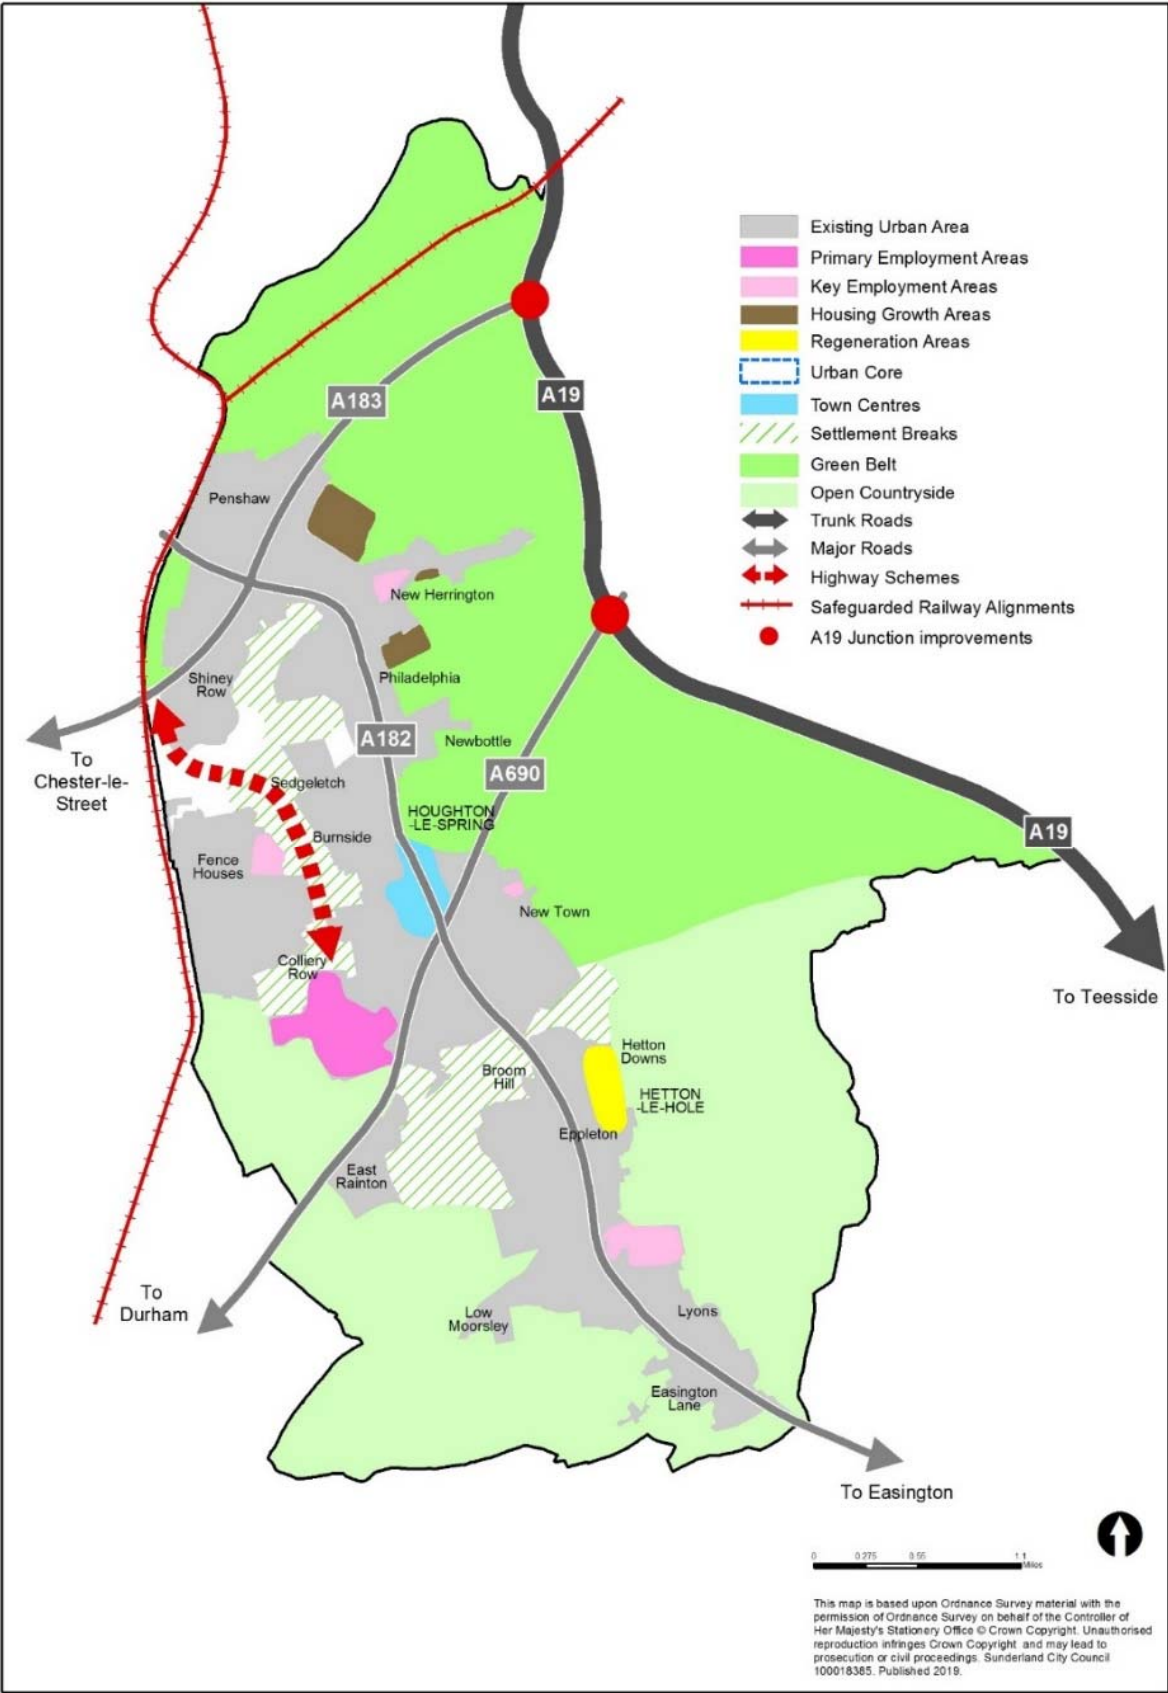 Existing Urban Area
Primary Employment Areas
Key Employment Areas
Housing Growth Areas
Regeneration Areas
Urban Core
Town Centres
Settlement Breaks
Green Belt
Open Countryside
Trunk Roads
Major Roads
Highway Schemes
Safeguarded Railway Alignments
A19 Junction improvements
A183
A19
Penshaw
New Herrington
Shiney
Row
Philadelphia
A182
Newbottle
To
Chester-le-
Street
A690
Sedgeletch
HOUGHTON
-LE-SPRING
Burnside
A19
Fence
Houses
New Town
Colliery
Row
To Teesside
Hetton
Downs
Broom
Hill
HETTON
-LE-HOLE
Eppleton
East
Rainton
To
Durham
Low
Moorsley
Lyons
Easington
Lane
To Easington
0 0.275 0.55 1.1
Miles
This map is based upon Ordnance Survey material with the
permission of Ordnance Survey on behalf of the Controller of
Her Majesty's Stationery Office © Crown Copyright. Unauthorised
reproduction infringes Crown Copyright and may lead to
prosecution or civil proceedings. Sunderland City Council
100018385. Published 2019.